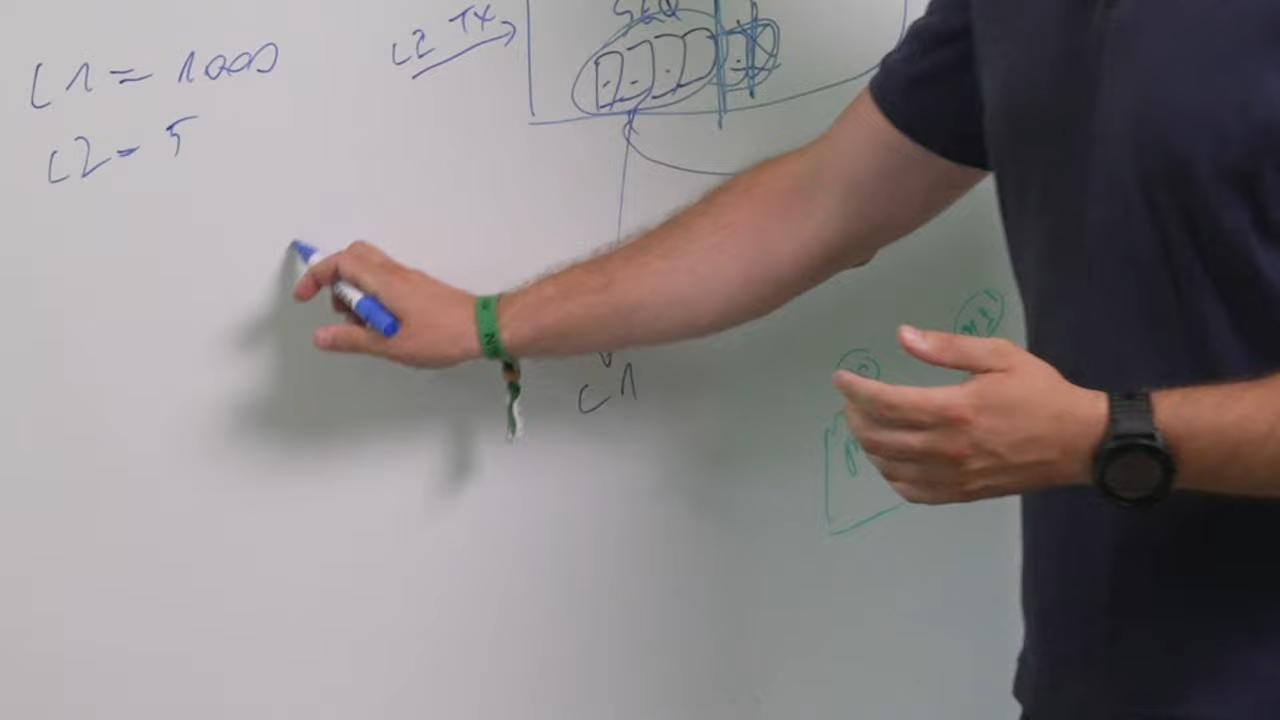 L1 = 1000
L2 = 5
L2 TX
SEQ
L1